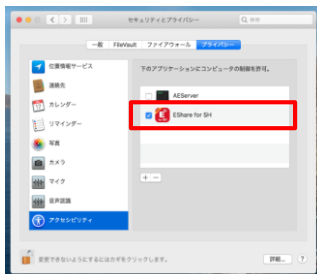 セキュリティとプライバシー
検索
一般 FileVault ファイアウォール プライバシー
位置情報サービス
連絡先
カレンダー
リマインダー
写真
カメラ
マイク
音声認識
アクセシビリティ
下のアプリケーションにコンピュータの制御を許可。
AEServer
EShare for SH
変更できないようにするにはカギをクリックします。
詳細...
?